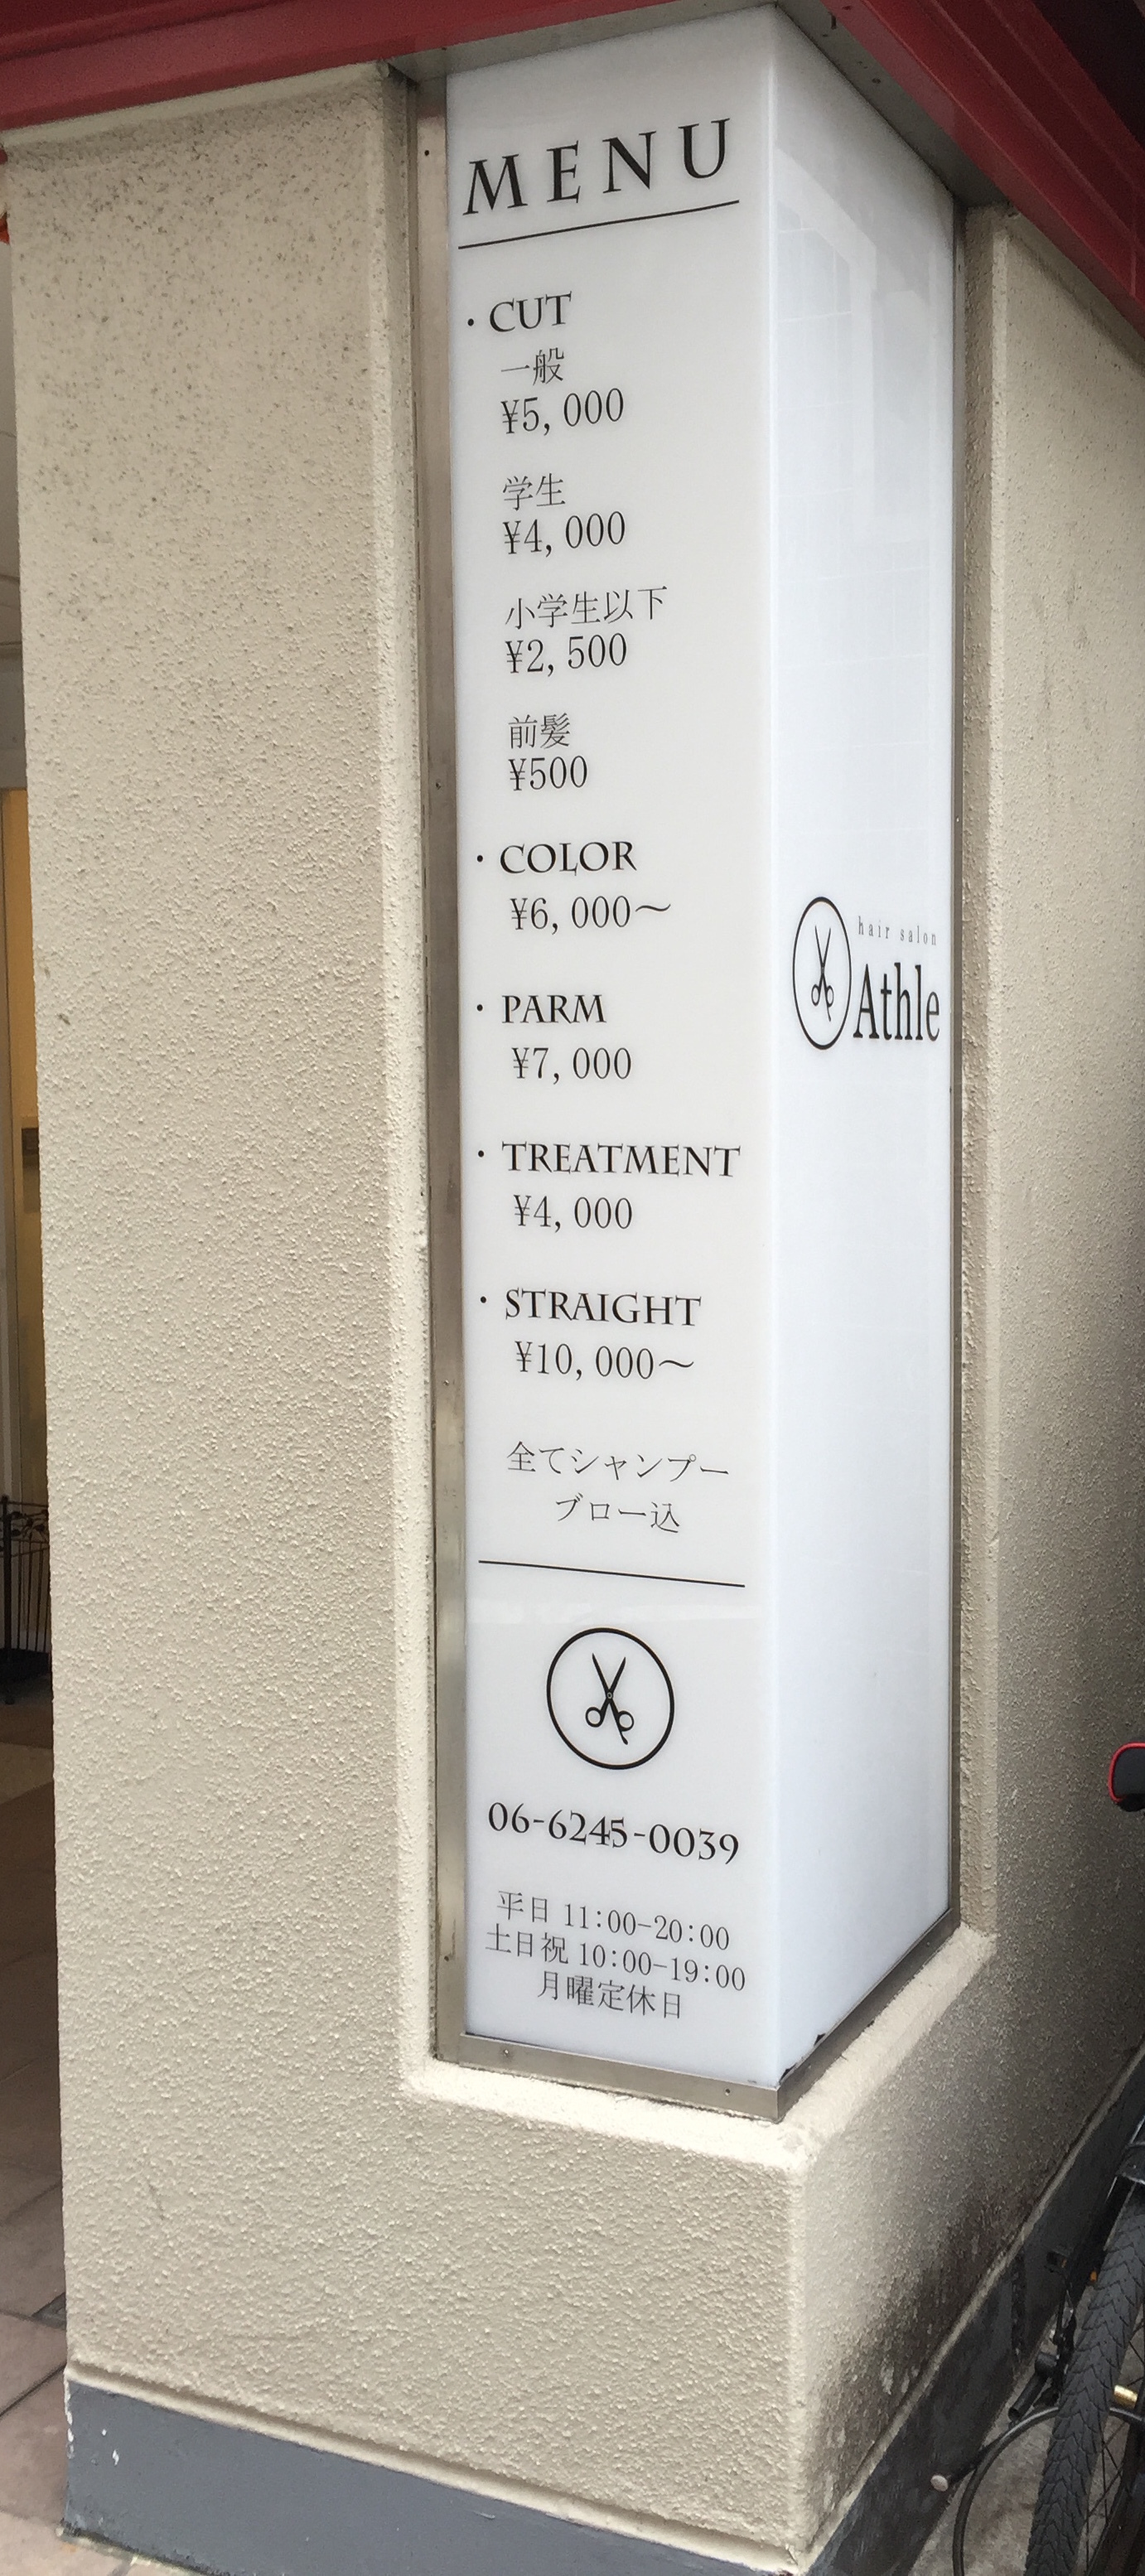 MENU
・CUT
一般
¥5,000
学生
¥4,000
小学生以下
¥2,500
前髪
¥500
・COLOR
¥6,000～
・PARM
¥7,000
・TREATMENT
¥4,000
・STRAIGHT
¥10,000～
全てシャンプー
ブロー込
06-6245-0039
平日 11:00-20:00
土日祝 10:00-19:00
月曜定休日
hair salon
Athle